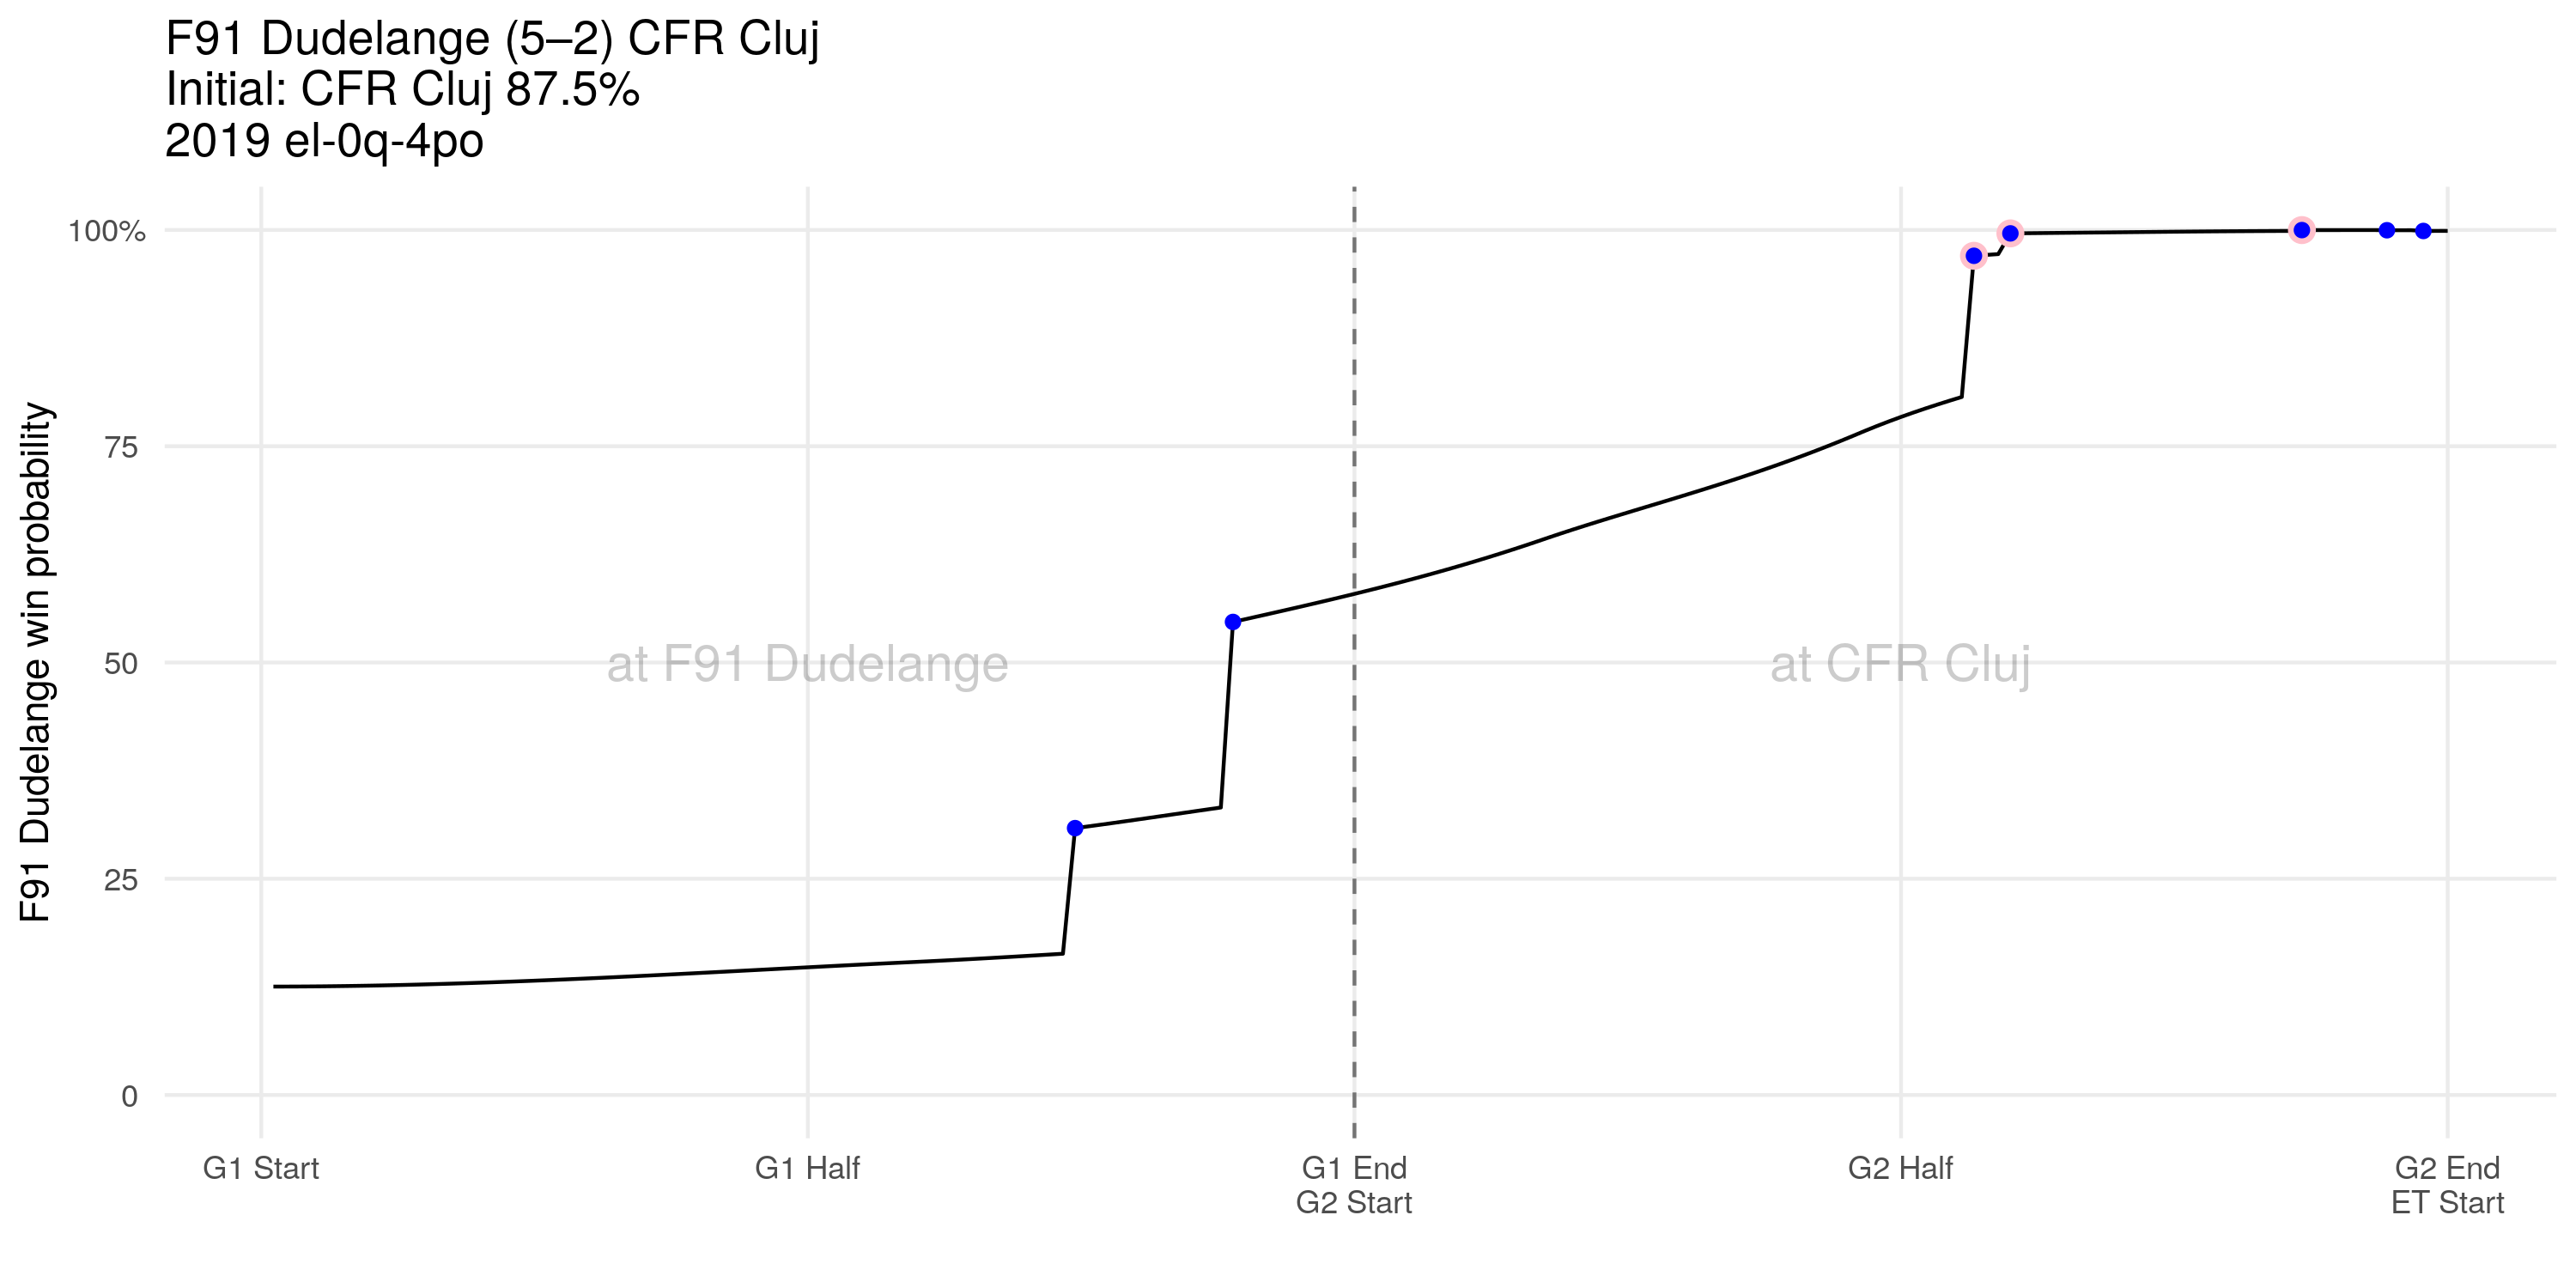 F91 Dudelange (5–2) CFR Cluj
Initial: CFR Cluj 87.5%
2019 el-0q-4po
F91 Dudelange win probability
100%
75
50
25
0
at F91 Dudelange
at CFR Cluj
G1 Start
G1 Half
G1 End
G2 Start
G2 Half
G2 End
ET Start